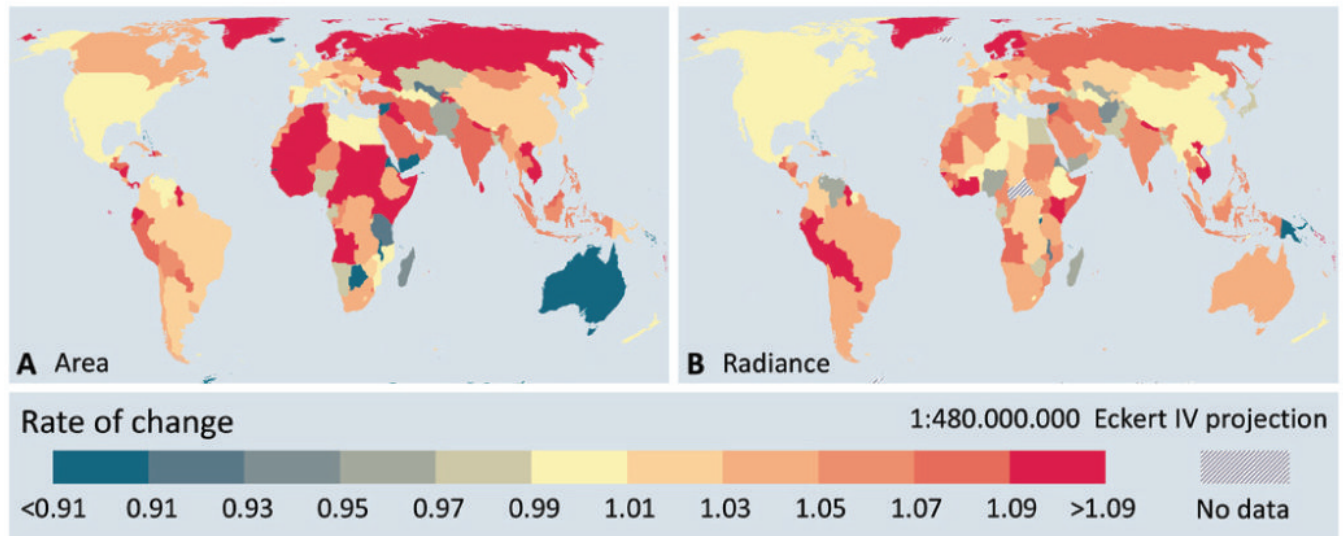 A Area
B Radiance
Rate of change
1:480.000.000 Eckert IV projection
<0.91 0.91 0.93 0.95 0.97 0.99 1.01 1.03 1.05 1.07 1.09 >1.09
No data